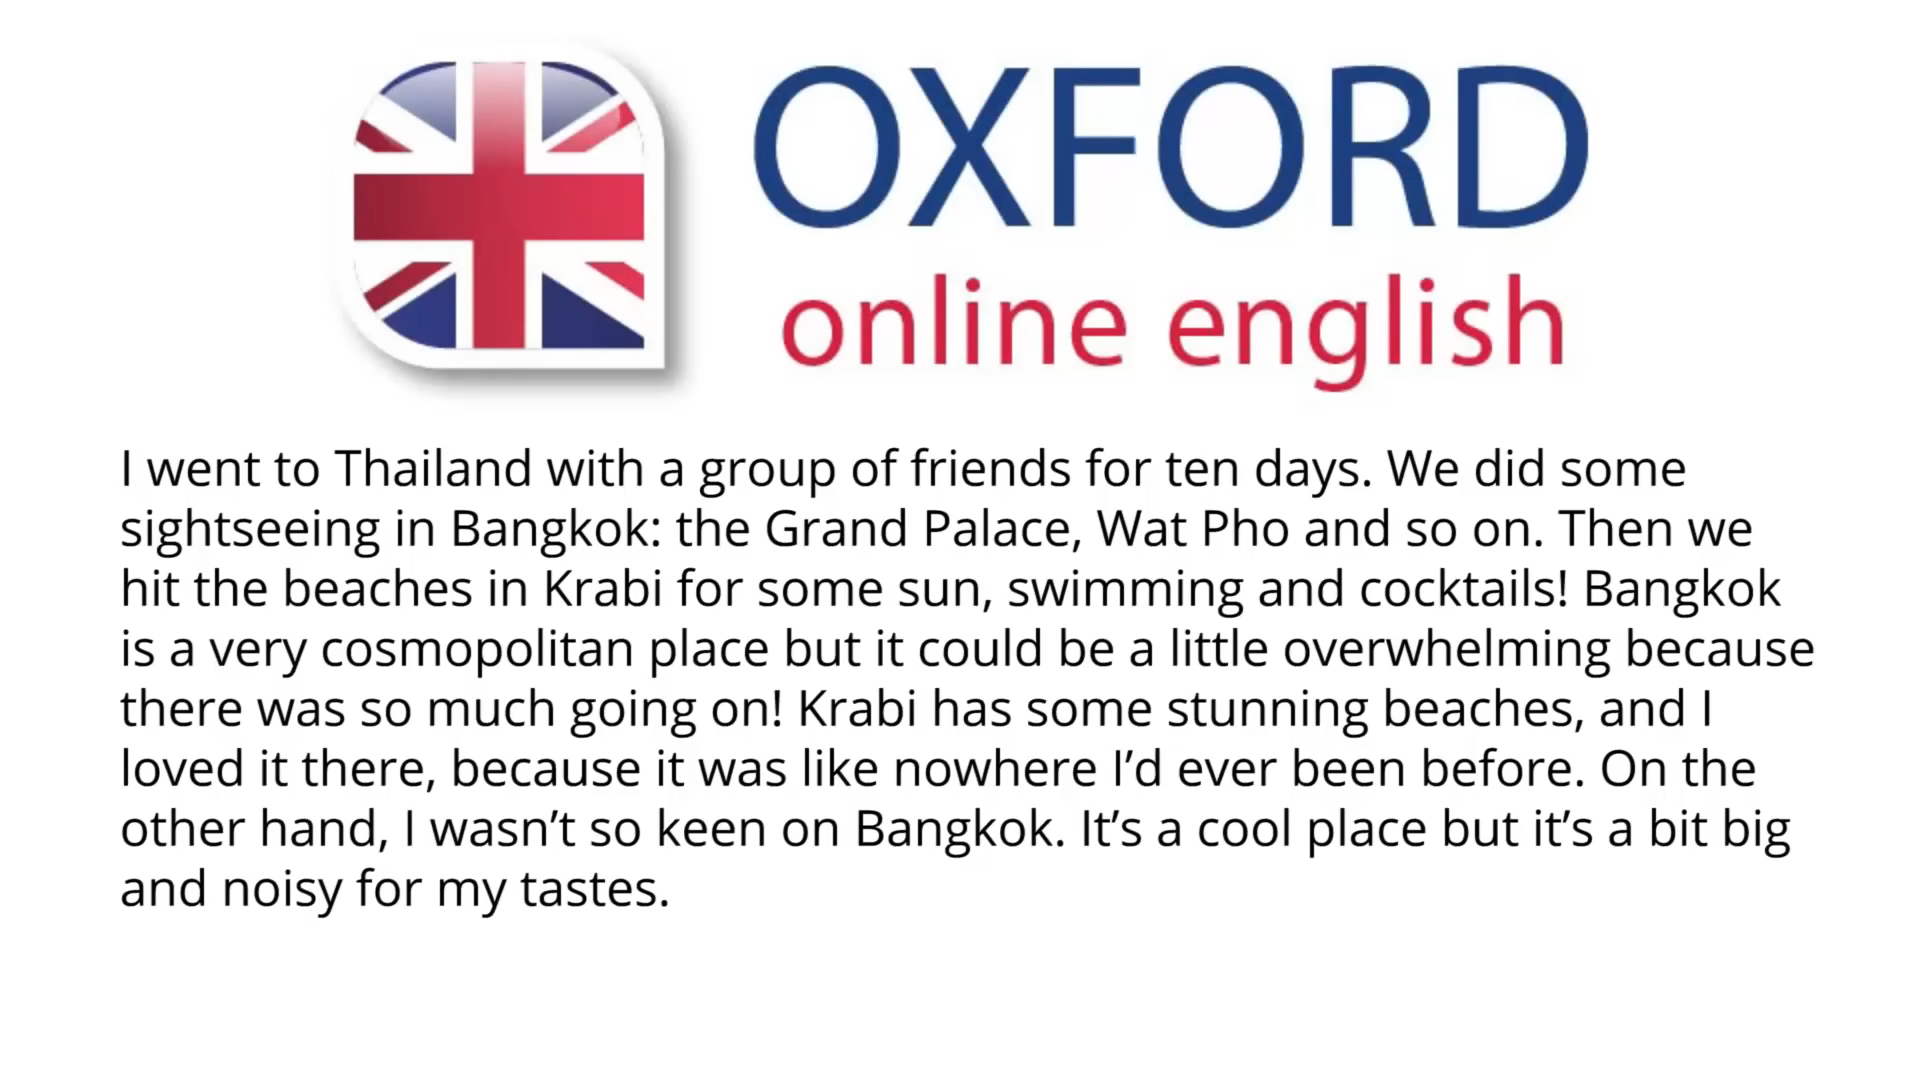 OXFORD
online english
I went to Thailand with a group of friends for ten days. We did some
sightseeing in Bangkok: the Grand Palace, Wat Pho and so on. Then we
hit the beaches in Krabi for some sun, swimming and cocktails! Bangkok
is a very cosmopolitan place but it could be a little overwhelming because
there was so much going on! Krabi has some stunning beaches, and I
loved it there, because it was like nowhere I’d ever been before. On the
other hand, I wasn’t so keen on Bangkok. It’s a cool place but it’s a bit big
and noisy for my tastes.